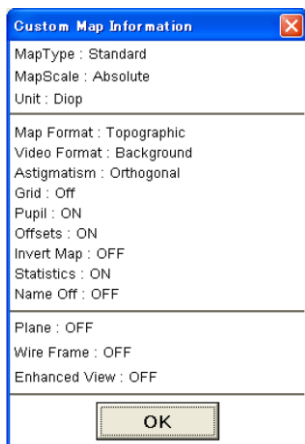 Custom Map Information
MapType : Standard
MapScale : Absolute
Unit : Diop
Map Format : Topographic
Video Format : Background
Astigmatism : Orthogonal
Grid : Off
Pupil : ON
Offsets : ON
Invert Map : OFF
Statistics : ON
Name Off : OFF
Plane : OFF
Wire Frame : OFF
Enhanced View : OFF
OK